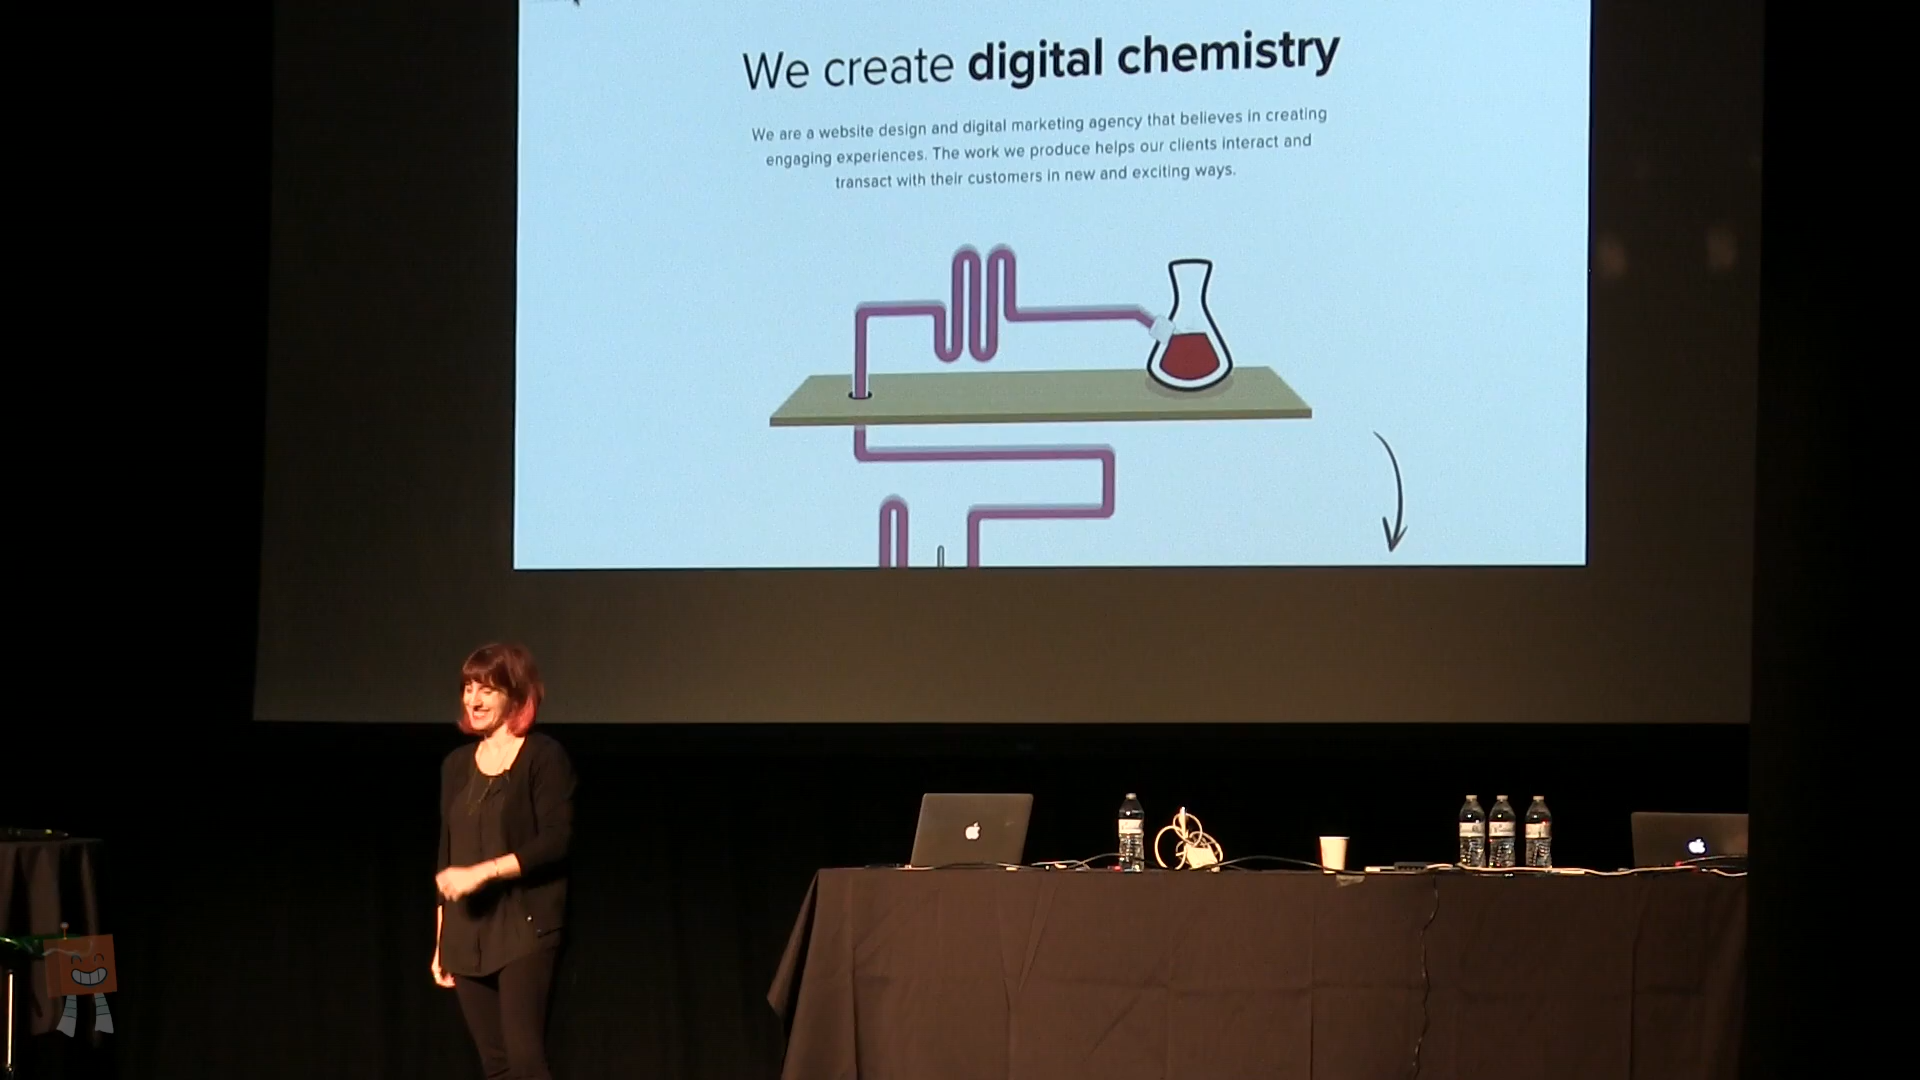 We create digital chemistry
We are a website design and digital marketing agency that believes in creating
engaging experiences. The work we produce helps our clients interact and
transact with their customers in new and exciting ways.